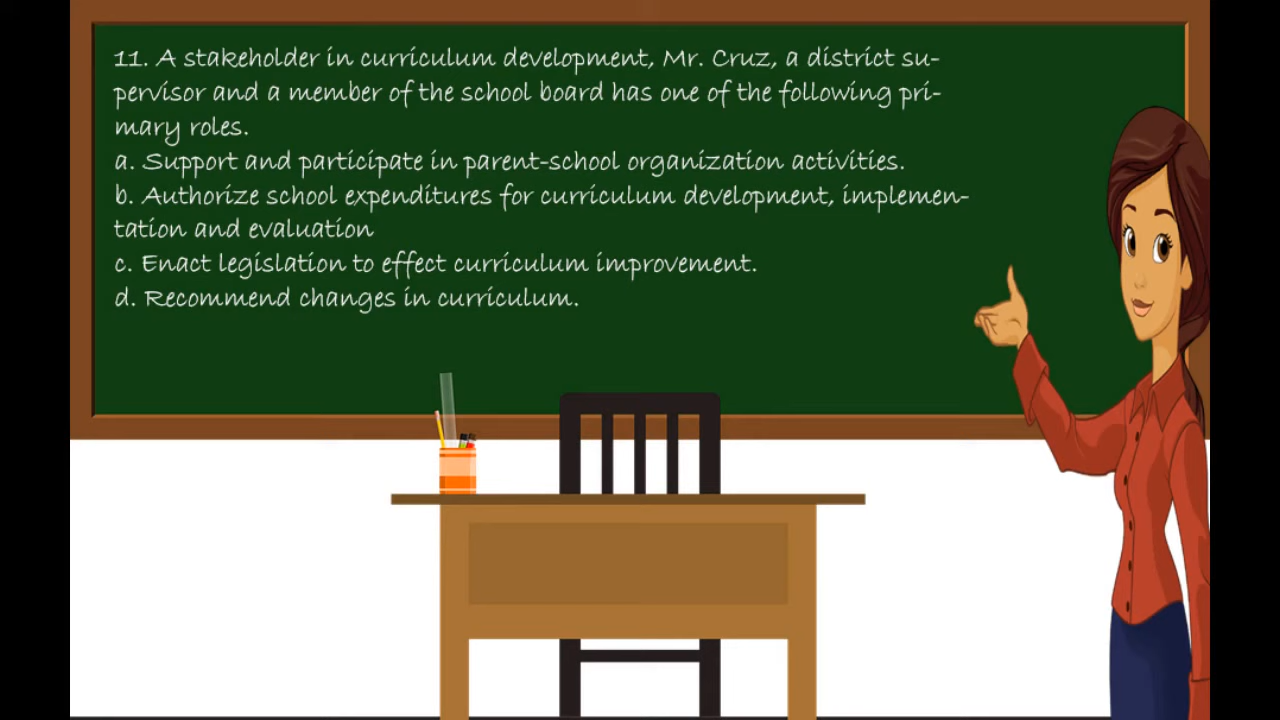 11. A stakeholder in curriculum development, Mr. Cruz, a district su-
pervisor and a member of the school board has one of the following pri-
mary roles.
a. Support and participate in parent-school organization activities.
b. Authorize school expenditures for curriculum development, implemen-
tation and evaluation
c. Enact legislation to effect curriculum improvement.
d. Recommend changes in curriculum.